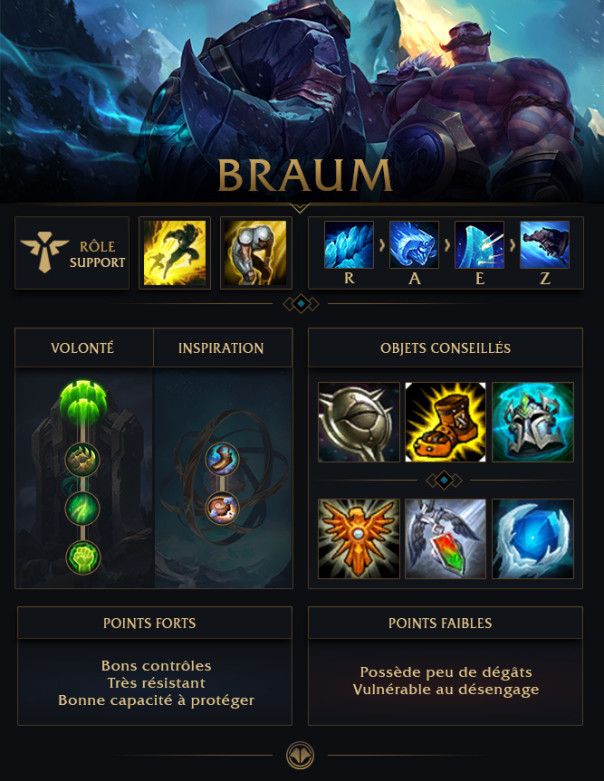 BRAUM
RÔLE
SUPPORT
R
A
E
Z
VOLONTÉ
INSPIRATION
OBJETS CONSEILLÉS
POINTS FORTS
Bons contrôles
Très résistant
Bonne capacité à protéger
POINTS FAIBLES
Possède peu de dégâts
Vulnérable au désengage